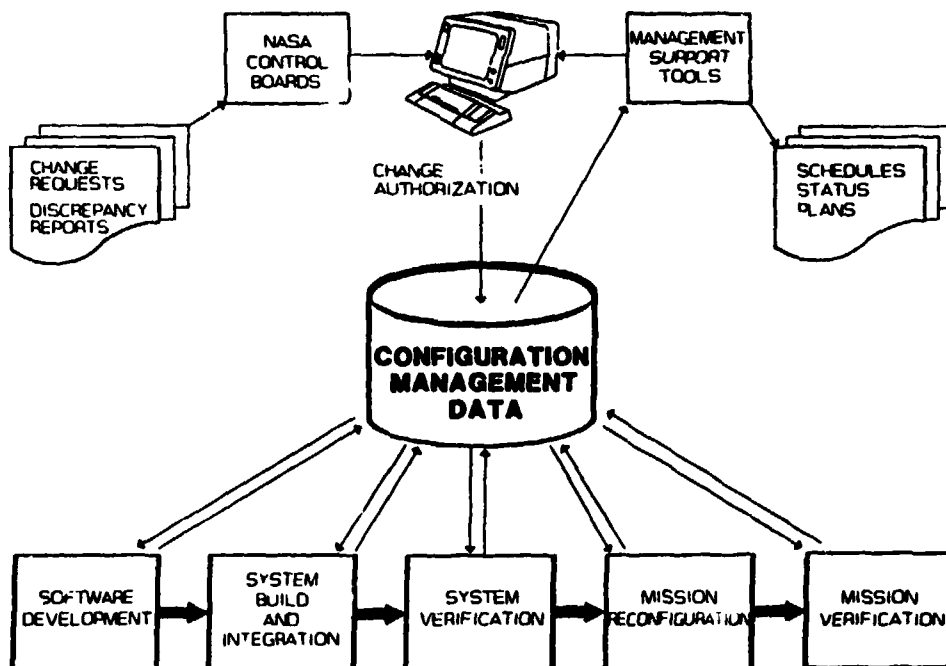 NASA
CONTROL
BOARDS
MANAGEMENT
SUPPORT
TOOLS
CHANGE
REQUESTS
DISCREPANCY
REPORTS
CHANGE
AUTHORIZATION
SCHEDULES
STATUS
PLANS
CONFIGURATION
MANAGEMENT
DATA
SOFTWARE
DEVELOPMENT
SYSTEM
BUILD
AND
INTEGRATION
SYSTEM
VERIFICATION
MISSION
RECONFIGURATION
MISSION
VERIFICATION